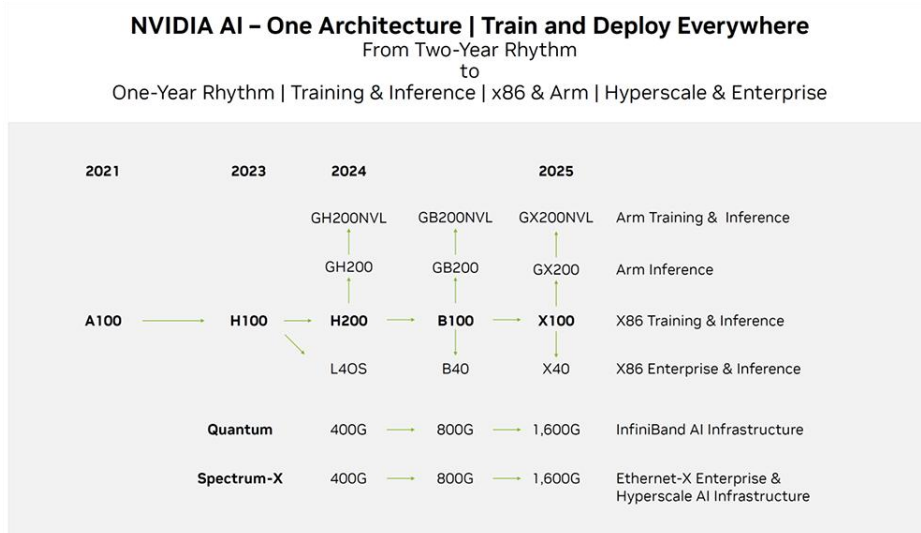 NVIDIA AI – One Architecture | Train and Deploy Everywhere
From Two-Year Rhythm
to
One-Year Rhythm | Training & Inference | x86 & Arm | Hyperscale & Enterprise
2021 2023 2024 2025
GH200NVL GB200NVL GX200NVL Arm Training & Inference
GH200 GB200 GX200 Arm Inference
A100 H100 H200 B100 X100 X86 Training & Inference
L40S B40 X40 X86 Enterprise & Inference
Quantum 400G 800G 1,600G InfiniBand AI Infrastructure
Spectrum-X 400G 800G 1,600G Ethernet-X Enterprise &
Hyperscale AI Infrastructure